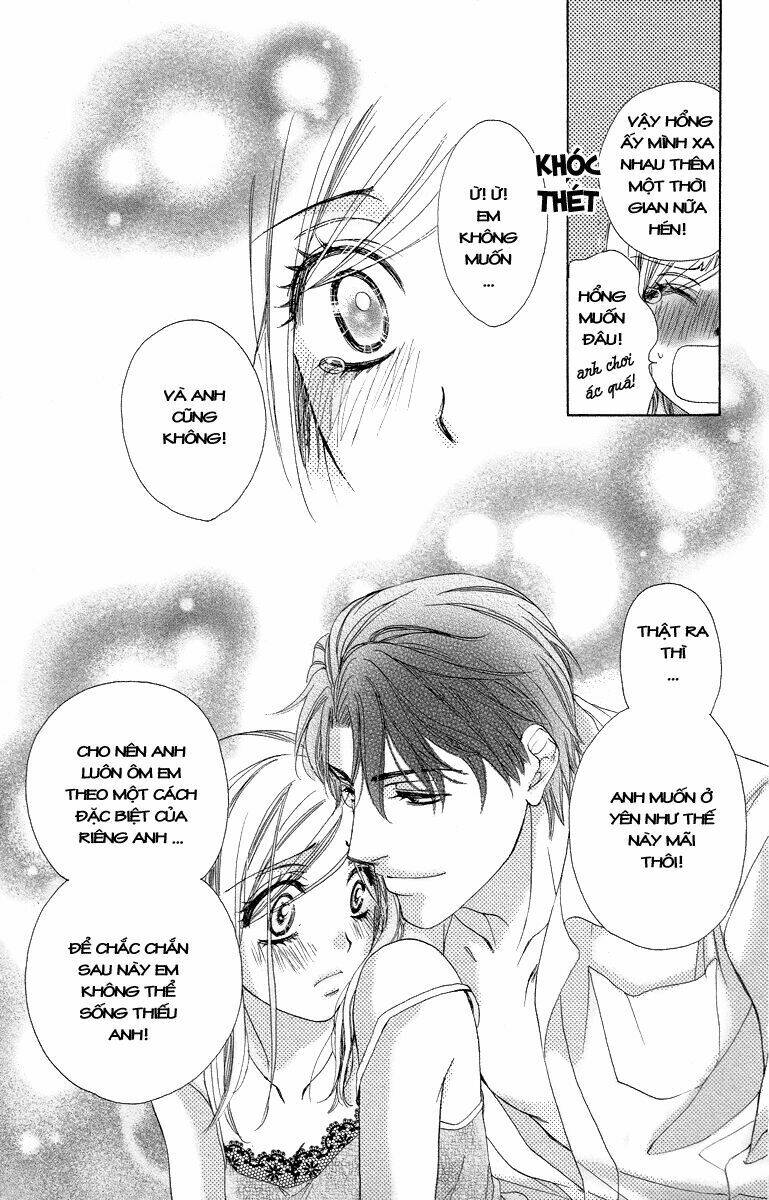 VẬY HỔNG
ẤY MÌNH XA
NHAU THÊM
MỘT THỜI
GIAN NỮA
HÉN!
HỔNG
MUỐN
ĐÂU!
anh chơi
ác quá!
KHÓC
THÉT
Ữ! Ữ!
EM
KHÔNG
MUỐN
...
VÀ ANH
CŨNG
KHÔNG!
THẬT RA
THÌ
...
ANH MUỐN Ở
YÊN NHƯ THẾ
NÀY MÃI
THÔI!
CHO NÊN ANH
LUÔN ÔM EM
THEO MỘT CÁCH
ĐẶC BIỆT CỦA
RIÊNG ANH ...
ĐỂ CHẮC CHẮN
SAU NÀY EM
KHÔNG THỂ
SỐNG THIẾU
ANH!